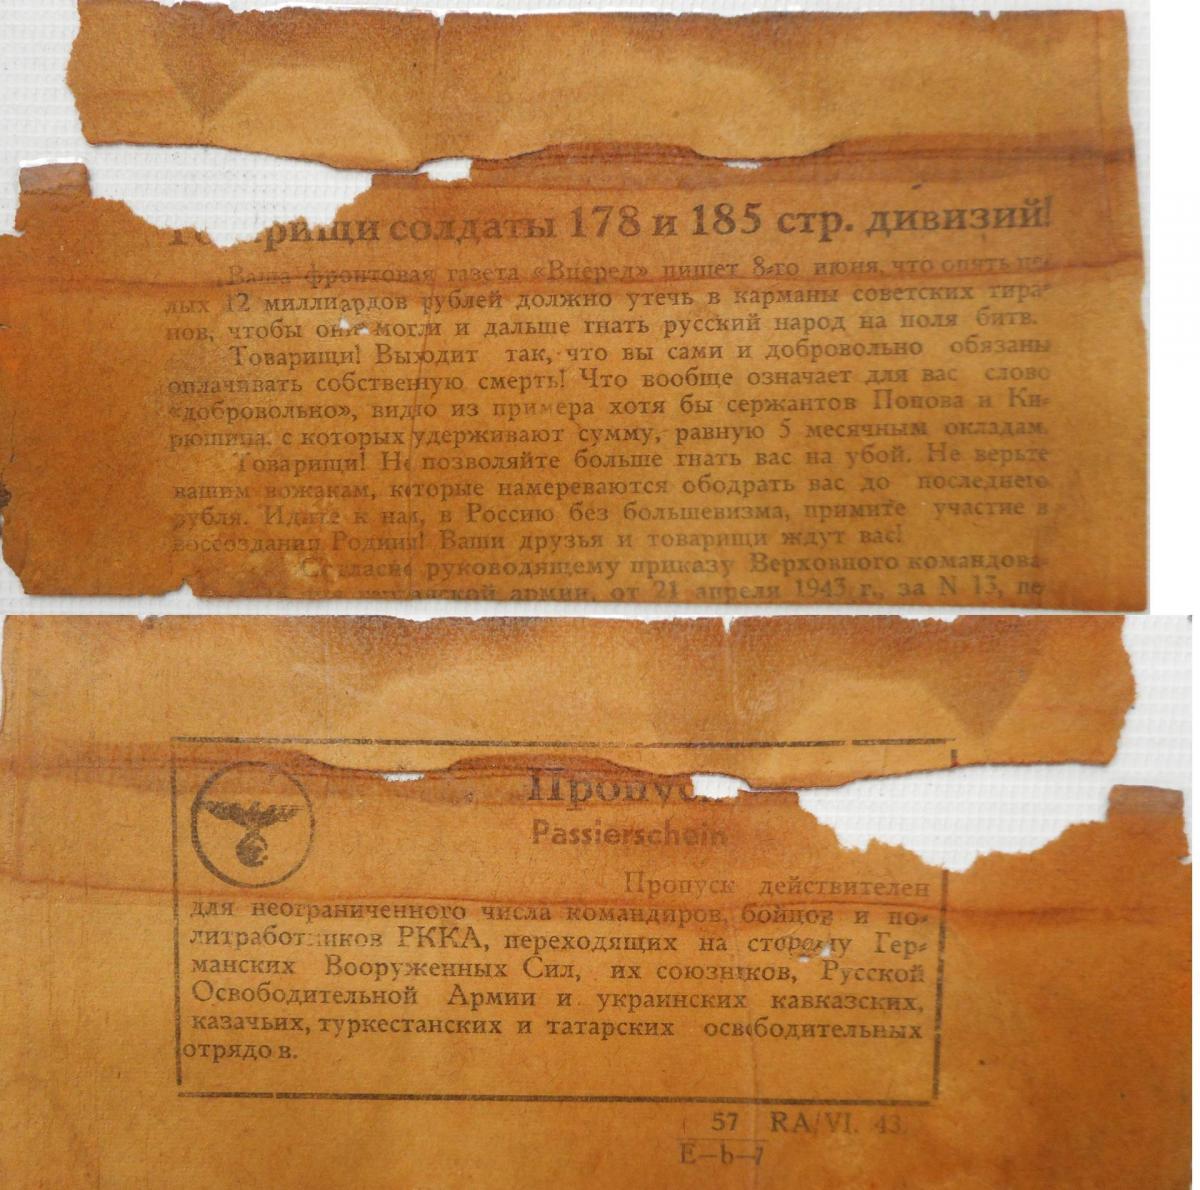 Товарищи солдаты 178 и 185 стр. дивизий!
Ваша фронтовая газета «Вперед» пишет 8-го июня, что опять це-
лых 12 миллиардов рублей должно утечь в карманы советских тира-
нов, чтобы они могли и дальше гнать русский народ на поля битв.
Товарищи! Выходит так, что вы сами и добровольно обязаны
оплачивать собственную смерть! Что вообще означает для вас слово
«добровольно», видно из примера хотя бы сержантов Попова и Ки-
рюшина, с которых удерживают сумму, равную 5 месячным окладам.
Товарищи! Не позволяйте больше гнать вас на убой. Не верьте
вашим вожакам, которые намереваются ободрать вас до последнего
рубля. Идите к нам, в Россию без большевизма, примите участие в
воссоздании Родины! Ваши друзья и товарищи ждут вас!
Согласно руководящему приказу Верховного командова-
германской армии, от 21 апреля 1943 г., за N 13, пе-
Пропуск
Passierschein
Пропуск действителен
для неограниченного числа командиров, бойцов и по-
литработников РККА, переходящих на сторону Гер-
манских Вооруженных Сил, их союзников, Русской
Освободительной Армии и украинских кавказских,
казачьих, туркестанских и татарских освободительных
отрядов.
57 RA/VI. 43.
E—b—7